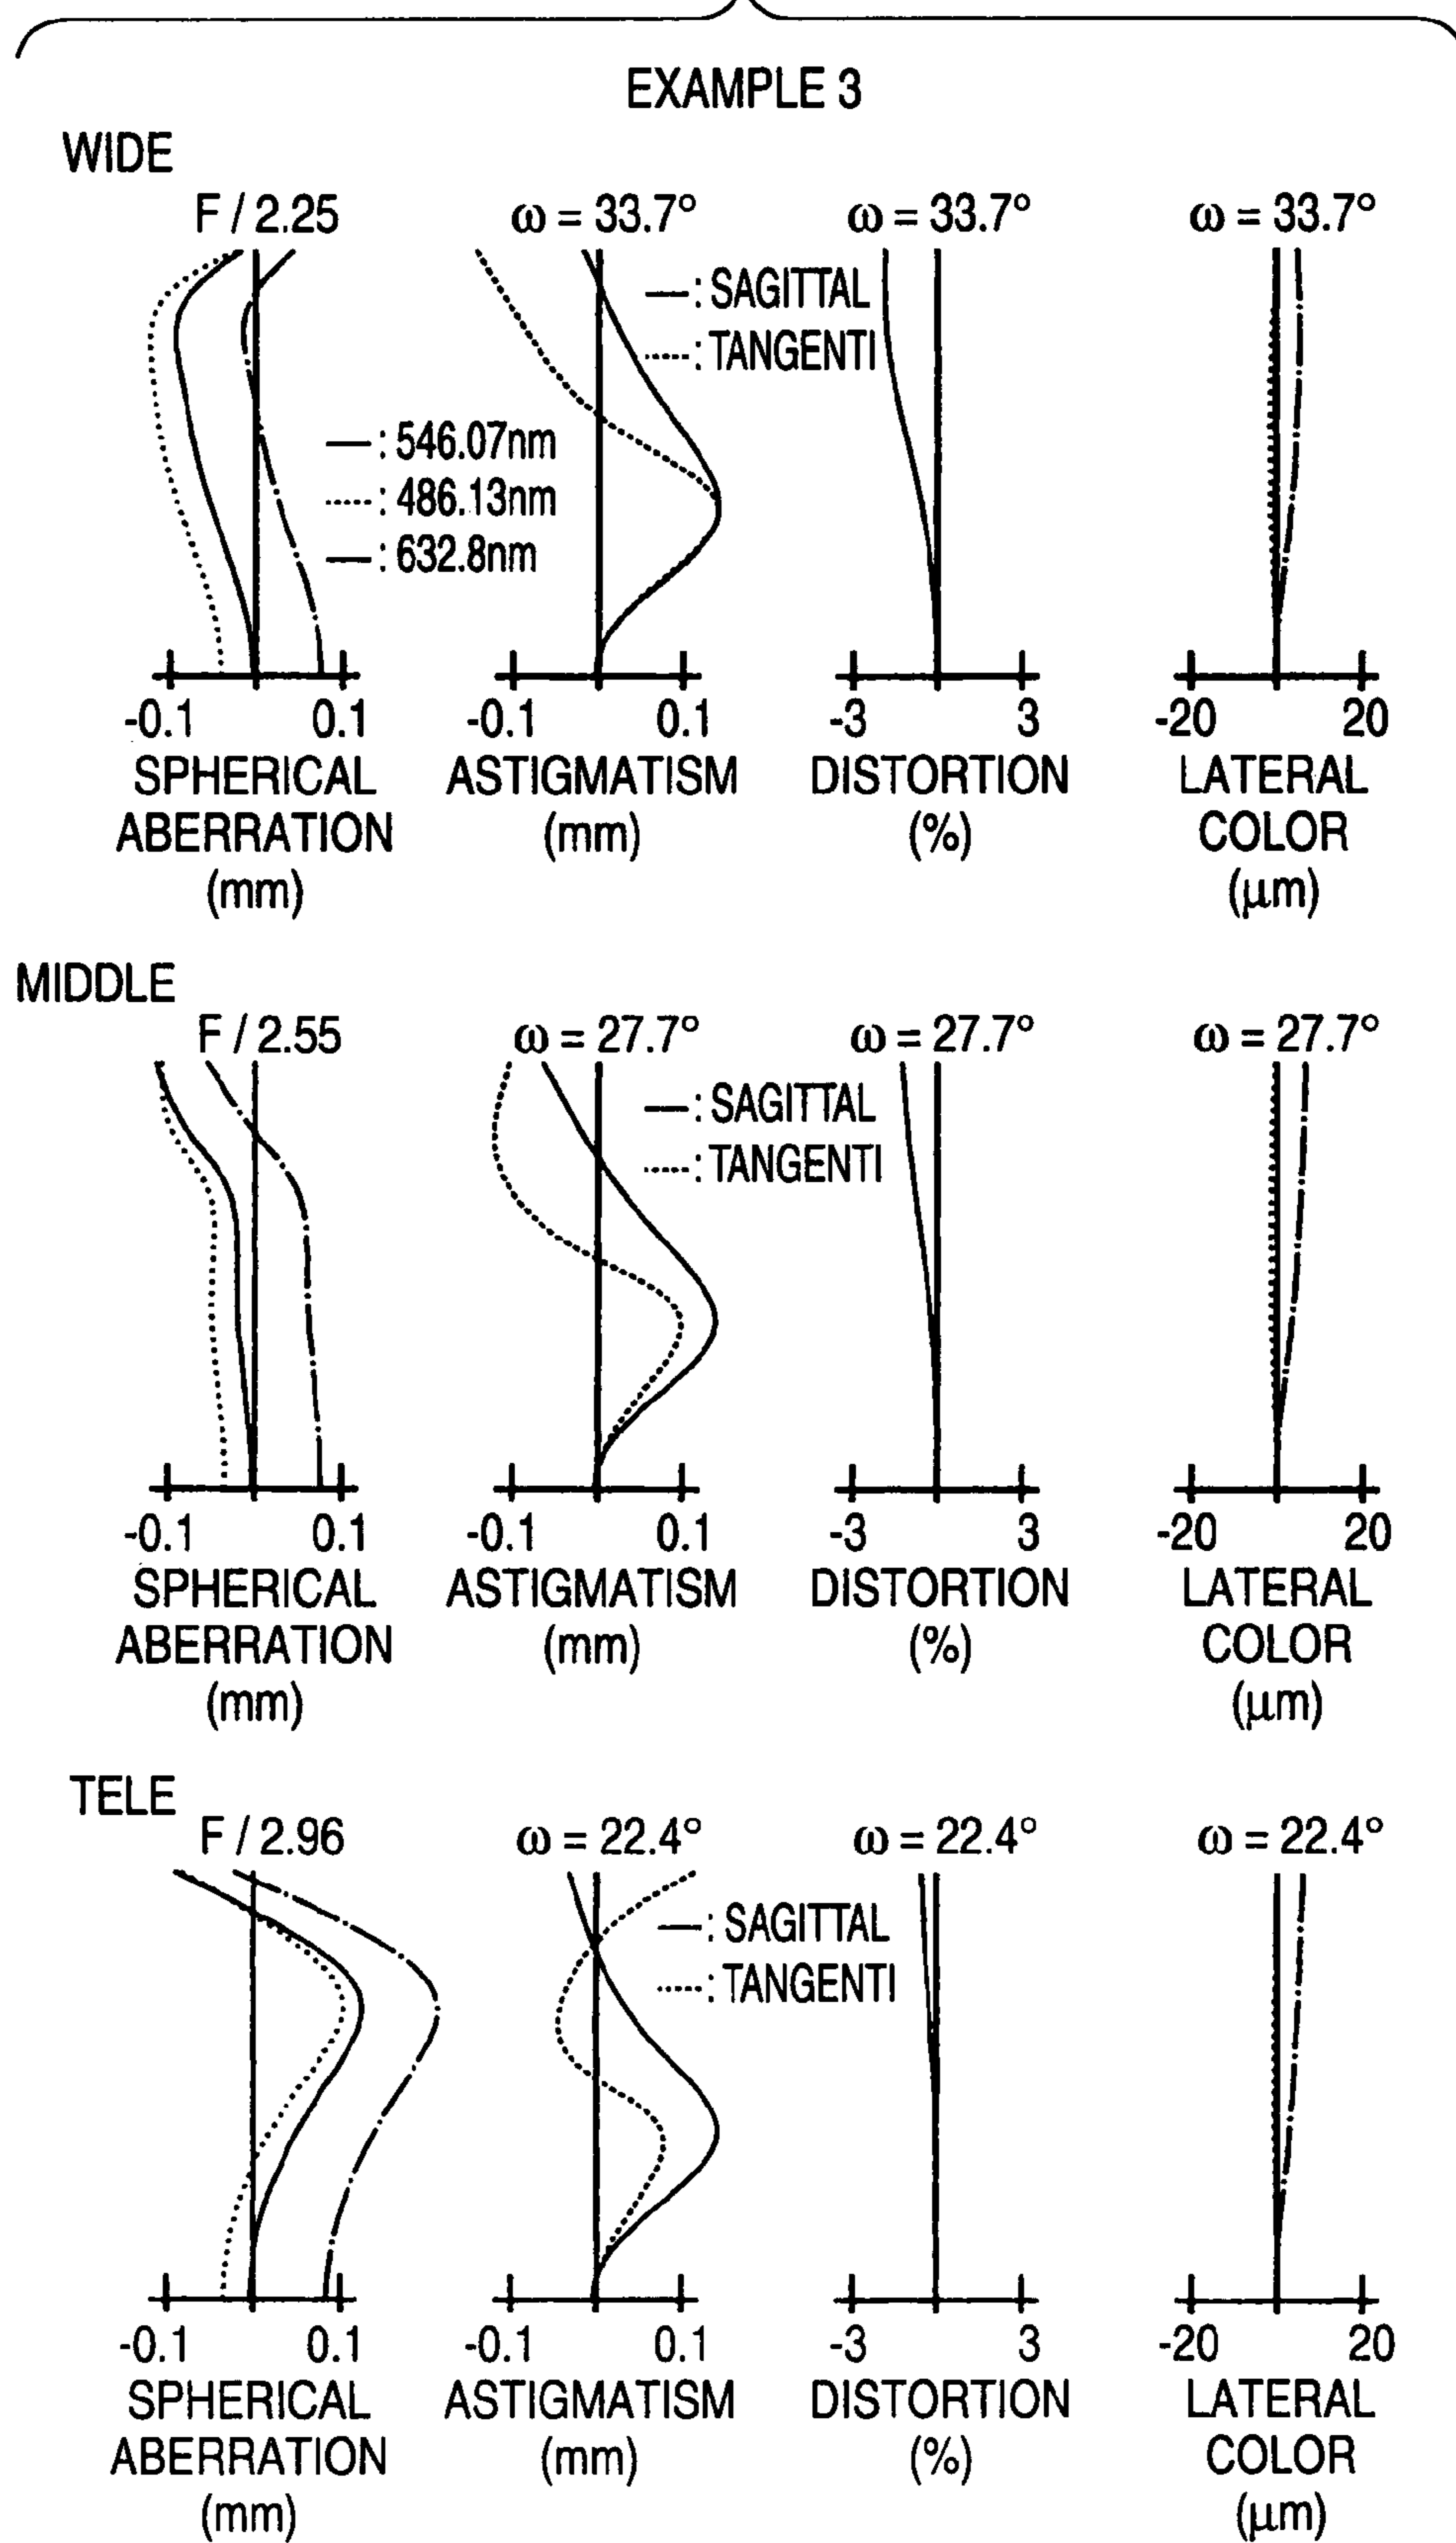 EXAMPLE 3
WIDE
F / 2.25
ω = 33.7°
ω = 33.7°
ω = 33.7°
—: SAGITTAL
.....: TANGENTI
—: 546.07nm
......: 486.13nm
—: 632.8nm
-0.1 0.1
-0.1 0.1
-3 3
-20 20
SPHERICAL
ABERRATION
(mm)
ASTIGMATISM
(mm)
DISTORTION
(%)
LATERAL
COLOR
(μm)
MIDDLE
F / 2.55
ω = 27.7°
ω = 27.7°
ω = 27.7°
—: SAGITTAL
.....: TANGENTI
-0.1 0.1
-0.1 0.1
-3 3
-20 20
SPHERICAL
ABERRATION
(mm)
ASTIGMATISM
(mm)
DISTORTION
(%)
LATERAL
COLOR
(μm)
TELE
F / 2.96
ω = 22.4°
ω = 22.4°
ω = 22.4°
—: SAGITTAL
.....: TANGENTI
-0.1 0.1
-0.1 0.1
-3 3
-20 20
SPHERICAL
ABERRATION
(mm)
ASTIGMATISM
(mm)
DISTORTION
(%)
LATERAL
COLOR
(μm)